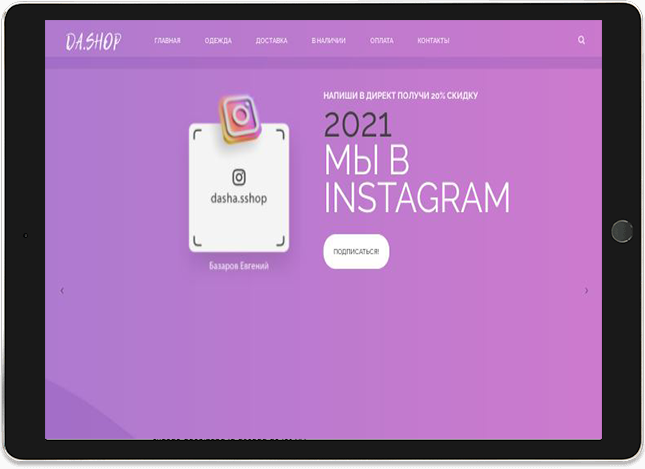 DA.SHOP
ГЛАВНАЯ
ОДЕЖДА
ДОСТАВКА
В НАЛИЧИИ
ОПЛАТА
КОНТАКТЫ
НАПИШИ В ДИРЕКТ ПОЛУЧИ 20% СКИДКУ
2021
МЫ В
INSTAGRAM
ПОДПИСАТЬСЯ!
dasha.sshop
Базаров Евгений